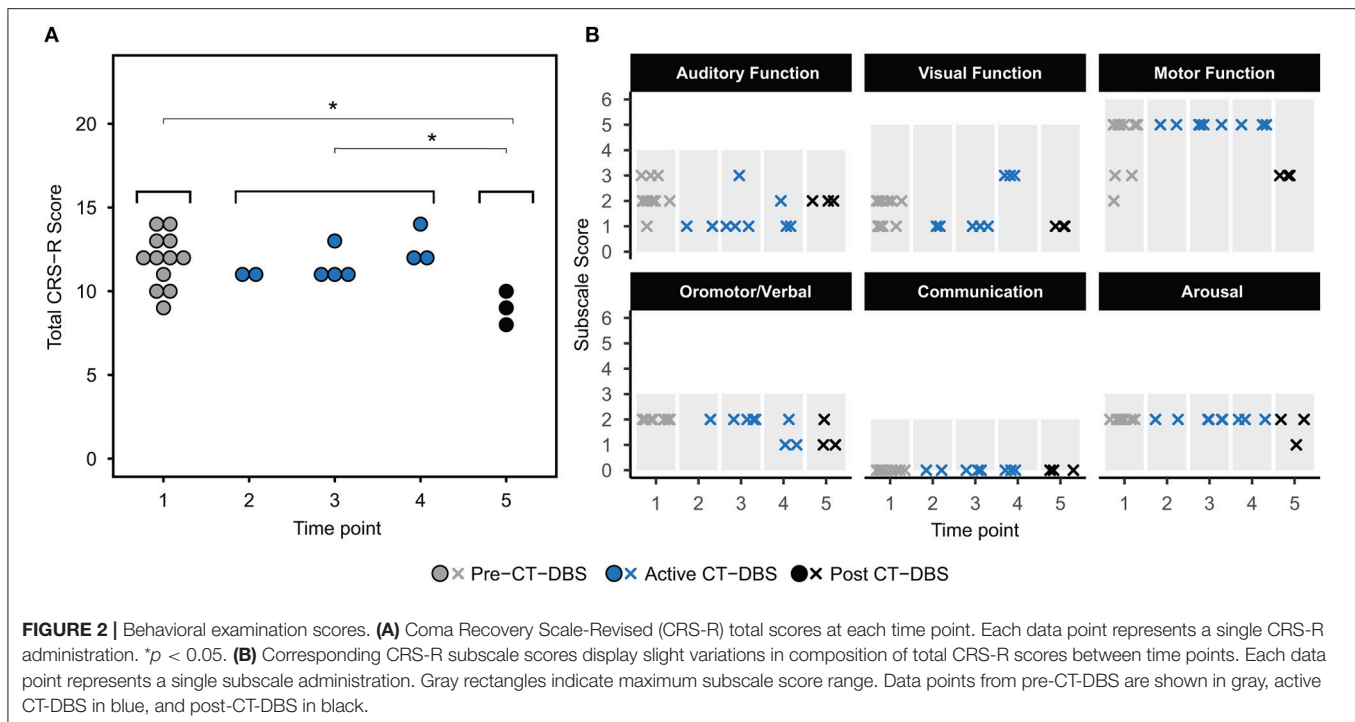 A
Total CRS-R Score
20
15
10
5
0
*
*
1 2 3 4 5
Time point
B
Subscale Score
Auditory Function Visual Function Motor Function
6
5
4
3
2
1
0
Oromotor/Verbal Communication Arousal
6
5
4
3
2
1
0
1 2 3 4 5 1 2 3 4 5 1 2 3 4 5
Time point
Pre-CT-DBS Active CT-DBS Post CT-DBS
FIGURE 2 | Behavioral examination scores. (A) Coma Recovery Scale-Revised (CRS-R) total scores at each time point. Each data point represents a single CRS-R
administration. *p < 0.05. (B) Corresponding CRS-R subscale scores display slight variations in composition of total CRS-R scores between time points. Each data
point represents a single subscale administration. Gray rectangles indicate maximum subscale score range. Data points from pre-CT-DBS are shown in gray, active
CT-DBS in blue, and post-CT-DBS in black.